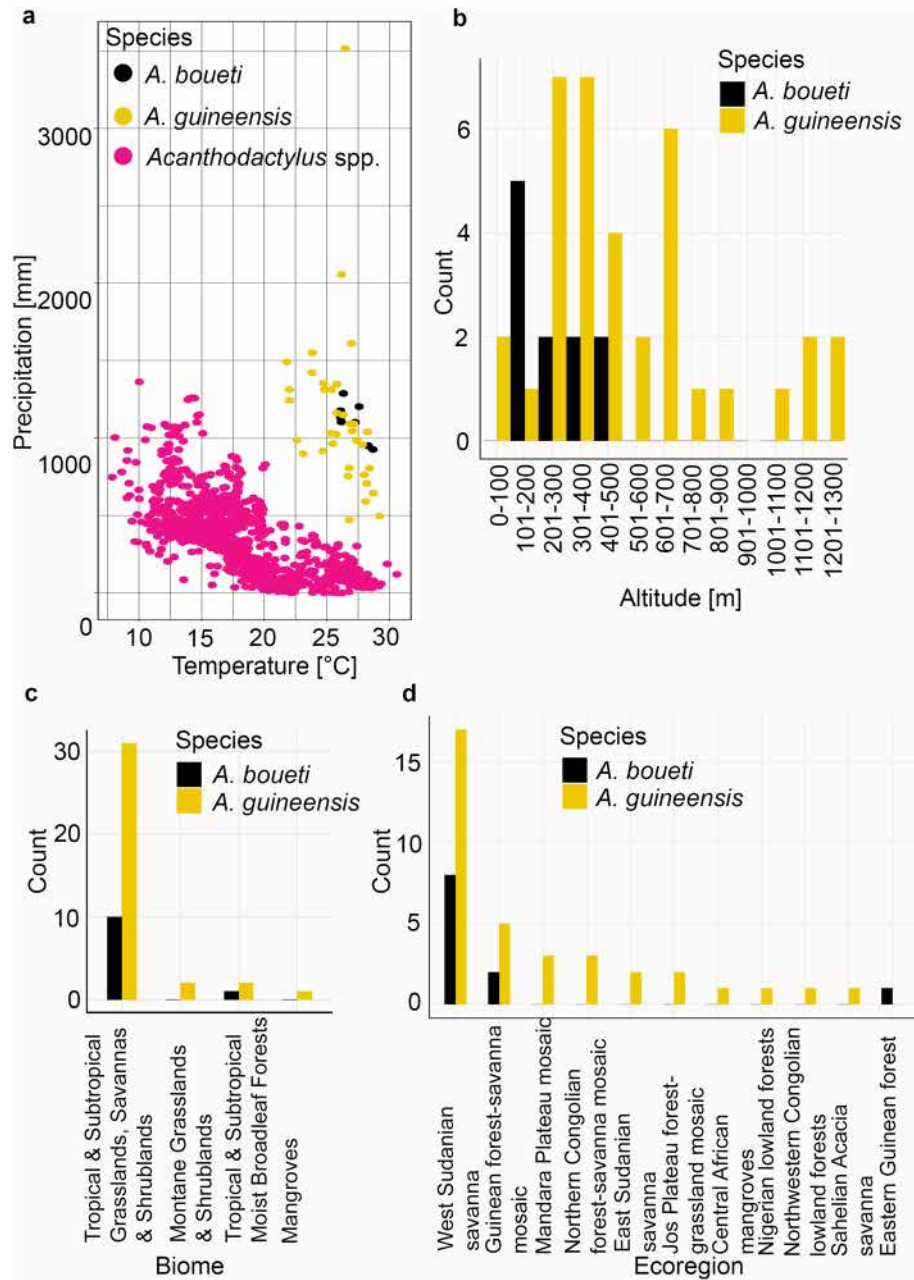 a
Species
A. boueti
A. guineensis
Acanthodactylus spp.
Precipitation [mm]
3000
2000
1000
0
10 15 20 25 30
Temperature [°C]
b
Species
A. boueti
A. guineensis
Count
6
4
2
0
0-100
101-200
201-300
301-400
401-500
501-600
601-700
701-800
801-900
901-1000
1001-1100
1101-1200
1201-1300
Altitude [m]
c
Species
A. boueti
A. guineensis
Count
30
20
10
0
Tropical & Subtropical
Grasslands, Savannas
& Shrublands
Montane Grasslands
& Shrublands
Tropical & Subtropical
Moist Broadleaf Forests
Mangroves
Biome
d
Species
A. boueti
A. guineensis
Count
15
10
5
0
West Sudanian
savanna
Guinean forest-savanna
mosaic
Mandara Plateau mosaic
Northern Congolian
forest-savanna mosaic
East Sudanian
savanna
Jos Plateau forest-
grassland mosaic
Central African
mangroves
Nigerian lowland forests
Northwestern Congolian
lowland forests
Sahelian Acacia
savanna
Eastern Guinean forest
Ecoregion